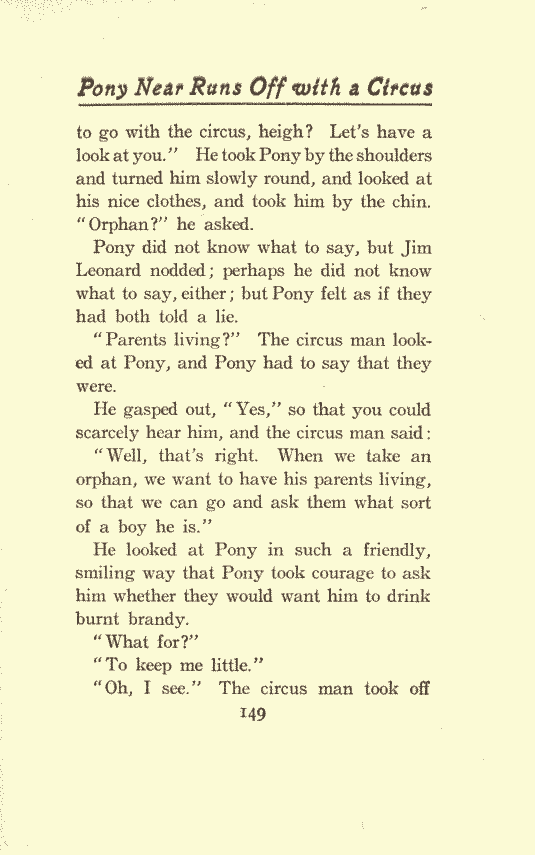 Pony Near Runs Off with a Circus
to go with the circus, heigh? Let's have a
look at you." He took Pony by the shoulders
and turned him slowly round, and looked at
his nice clothes, and took him by the chin.
"Orphan?" he asked.
Pony did not know what to say, but Jim
Leonard nodded; perhaps he did not know
what to say, either; but Pony felt as if they
had both told a lie.
"Parents living?" The circus man look-
ed at Pony, and Pony had to say that they
were.
He gasped out, "Yes," so that you could
scarcely hear him, and the circus man said:
"Well, that's right. When we take an
orphan, we want to have his parents living,
so that we can go and ask them what sort
of a boy he is."
He looked at Pony in such a friendly,
smiling way that Pony took courage to ask
him whether they would want him to drink
burnt brandy.
"What for?"
"To keep me little."
"Oh, I see." The circus man took off
149